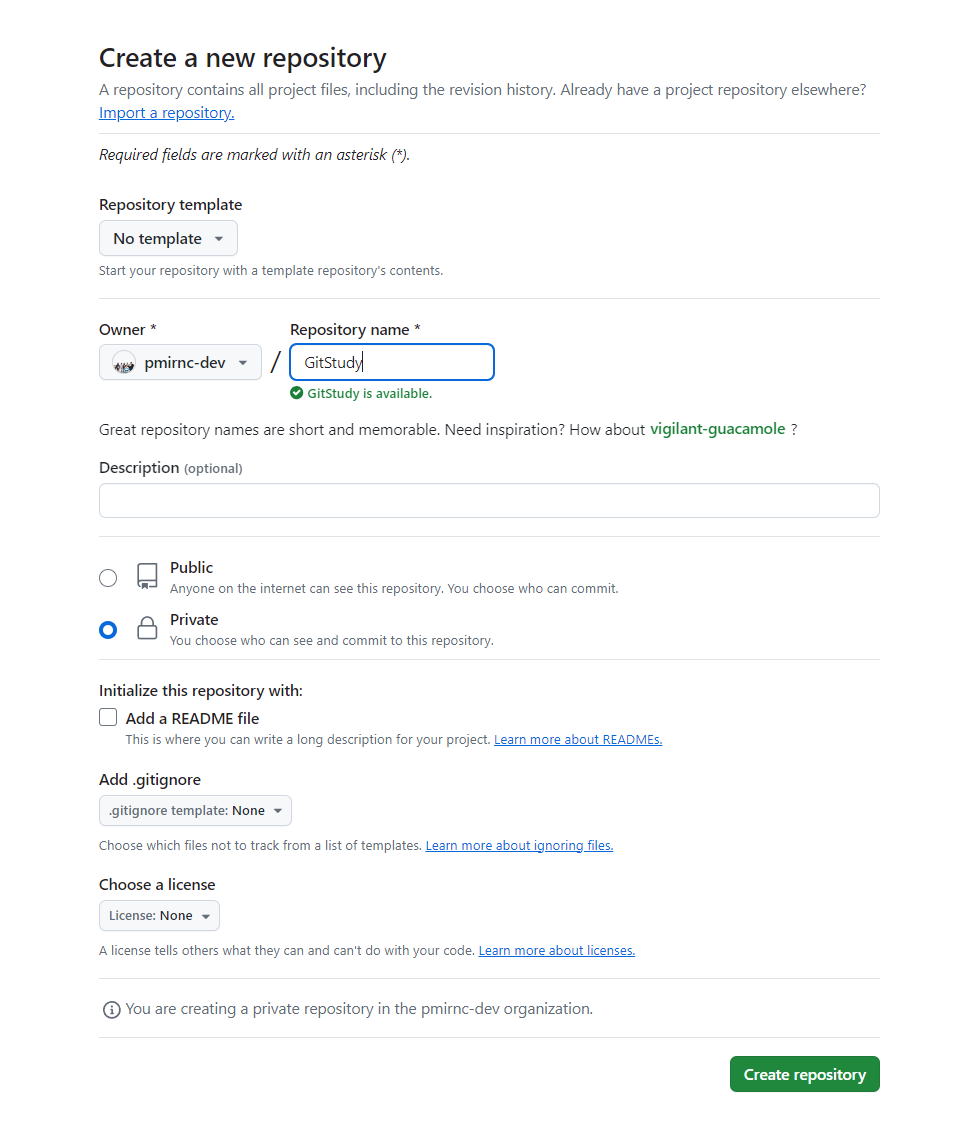 Create a new repository
A repository contains all project files, including the revision history. Already have a project repository elsewhere?
Import a repository.
Required fields are marked with an asterisk (*).
Repository template
No template
Start your repository with a template repository's contents.
Owner *
Repository name *
pmirnc-dev / GitStudy
GitStudy is available.
Great repository names are short and memorable. Need inspiration? How about vigilant-guacamole ?
Description (optional)
Public
Anyone on the internet can see this repository. You choose who can commit.
Private
You choose who can see and commit to this repository.
Initialize this repository with:
Add a README file
This is where you can write a long description for your project. Learn more about READMEs.
Add .gitignore
.gitignore template: None
Choose which files not to track from a list of templates. Learn more about ignoring files.
Choose a license
License: None
A license tells others what they can and can't do with your code. Learn more about licenses.
You are creating a private repository in the pmirnc-dev organization.
Create repository